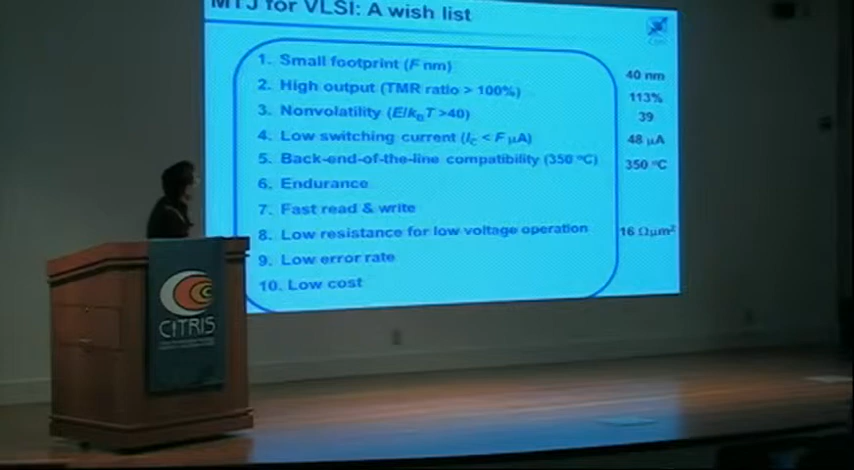 MTJ for VLSI: A wish list
1. Small footprint (F nm) 40 nm
2. High output (TMR ratio > 100%) 113%
3. Nonvolatility (E/kBT >40) 39
4. Low switching current (IC < F μA) 48 μA
5. Back-end-of-the-line compatibility (350 ºC) 350 ºC
6. Endurance
7. Fast read & write
8. Low resistance for low voltage operation 16 Ωμm²
9. Low error rate
10. Low cost
CITRIS